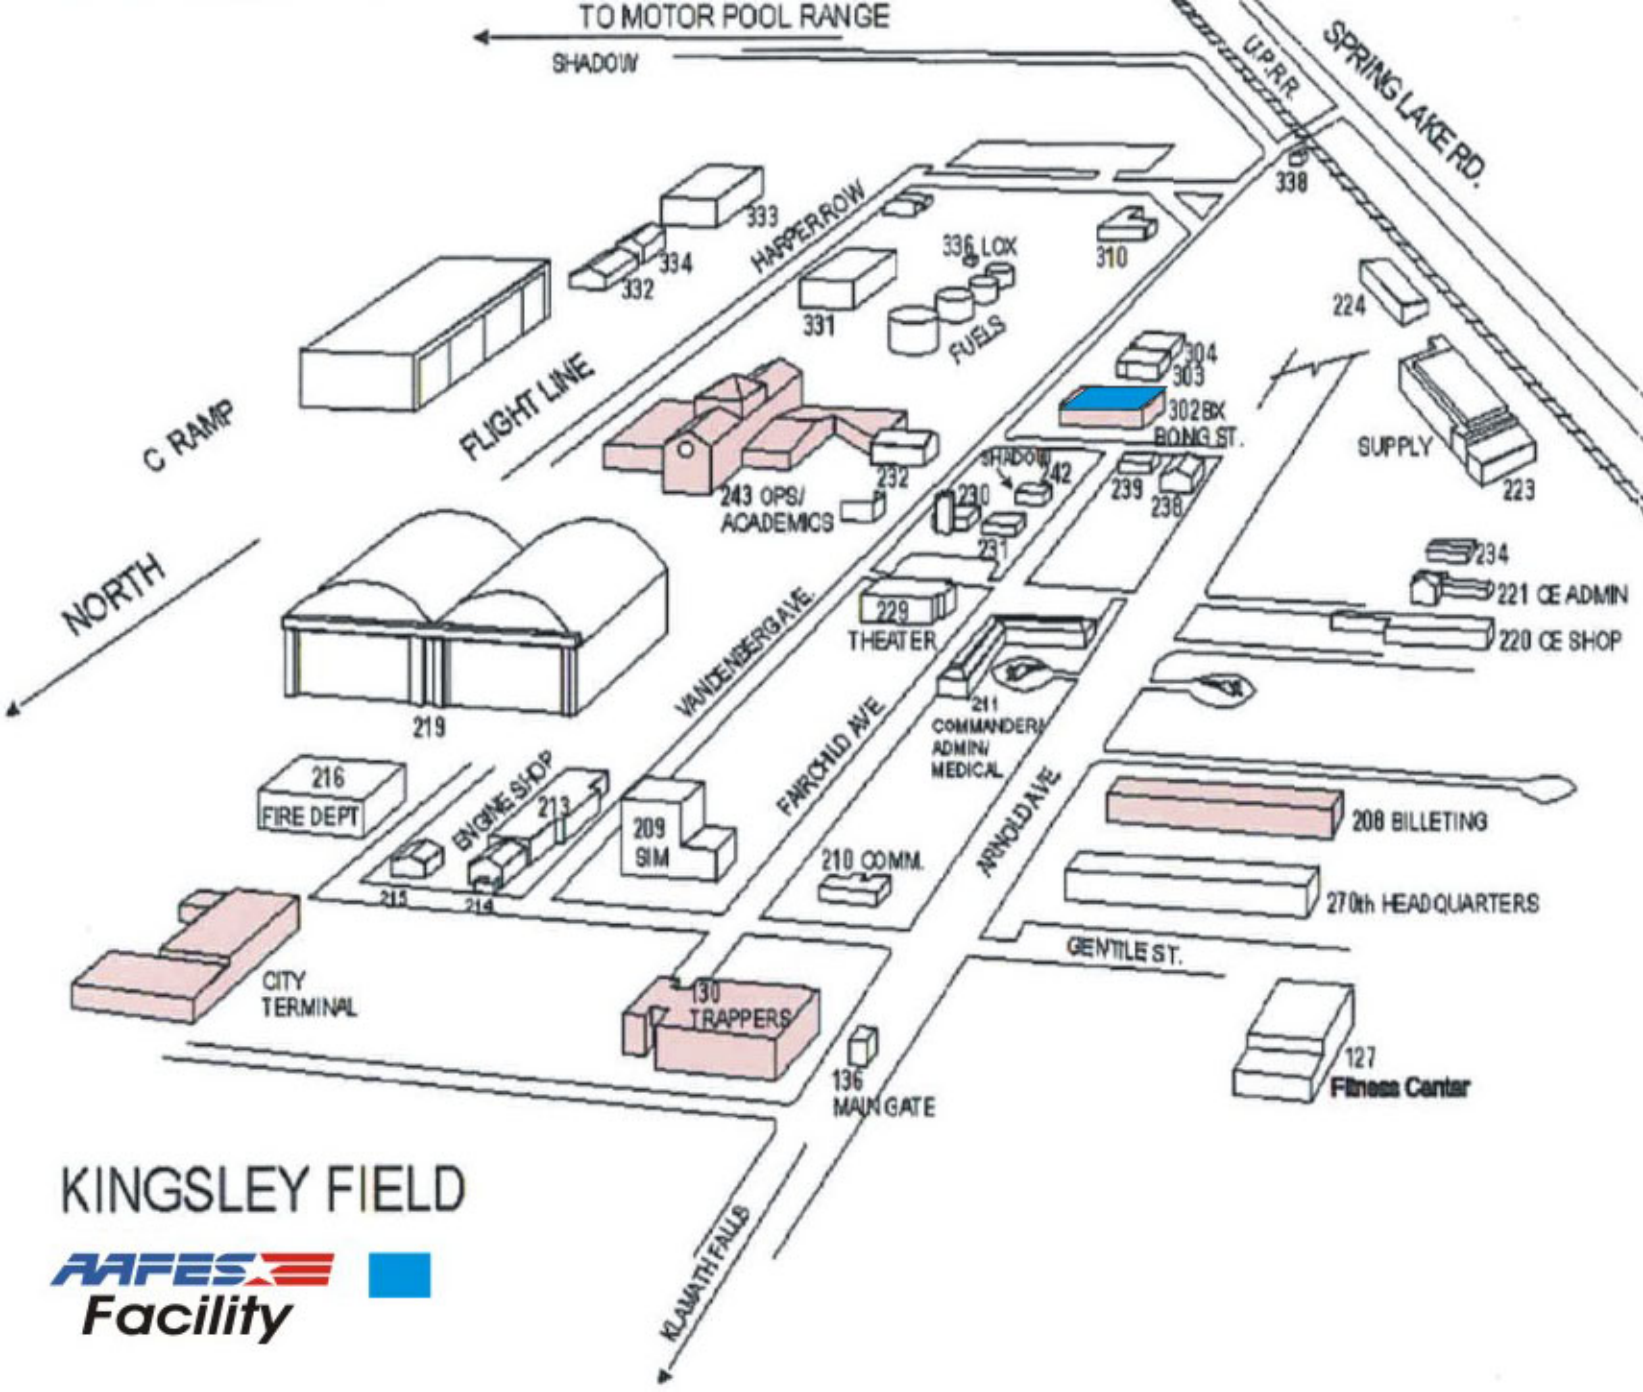 TO MOTOR POOL RANGE
SHADOW
U.P.R.R.
SPRING LAKE RD.
338
333
HARPER ROW
334
332
336 LOX
310
331
FUELS
224
304
303
302 BX
BONG ST.
FLIGHT LINE
C RAMP
SUPPLY
223
232
243 OPS/
ACADEMICS
SHADOW
242
230
231
239
238
NORTH
234
221 CE ADMIN
220 CE SHOP
229
THEATER
VANDENBERG AVE.
219
211
COMMANDER/
ADMIN/
MEDICAL
FAIRCHILD AVE
ARNOLD AVE
216
FIRE DEPT
ENGINE SHOP
213
215
214
209
SIM
210 COMM.
208 BILLETING
270th HEADQUARTERS
GENTILE ST.
CITY
TERMINAL
130
TRAPPERS
136
MAIN GATE
127
Fitness Center
KLAMATH FALLS
KINGSLEY FIELD
AAFES
Facility